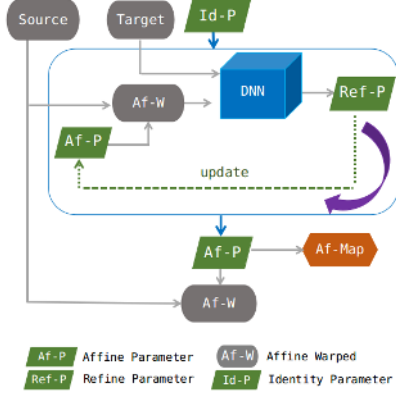 Source Target Id-P
DNN Ref-P
Af-W
Af-P
update
Af-P Af-Map
Af-W
Af-P Affine Parameter Af-W Affine Warped
Ref-P Refine Parameter Id-P Identity Parameter